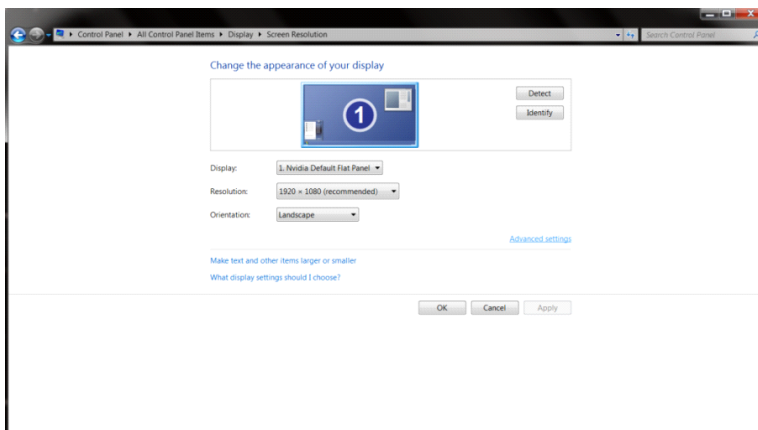 Control Panel ▸ All Control Panel Items ▸ Display ▸ Screen Resolution
Search Control Panel
Change the appearance of your display
1
Detect
Identify
Display: 1. Nvidia Default Flat Panel
Resolution: 1920 × 1080 (recommended)
Orientation: Landscape
Advanced settings
Make text and other items larger or smaller
What display settings should I choose?
OK Cancel Apply